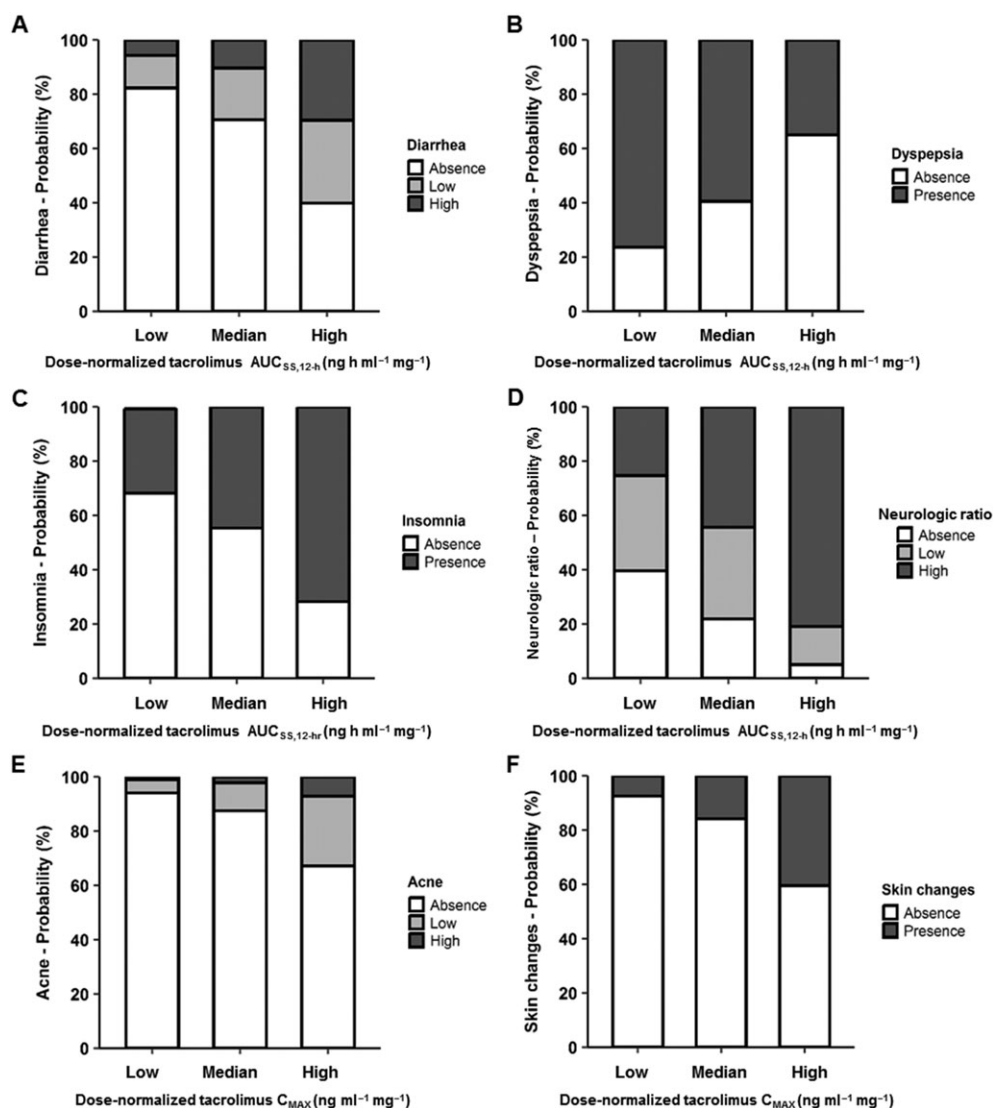 A
Diarrhea - Probability (%)
100
80
60
40
20
0
Low Median High
Dose-normalized tacrolimus AUCSS,12-h (ng h ml−1 mg−1)
Diarrhea
Absence
Low
High
B
Dyspepsia - Probability (%)
100
80
60
40
20
0
Low Median High
Dose-normalized tacrolimus AUCSS,12-h (ng h ml−1 mg−1)
Dyspepsia
Absence
Presence
C
Insomnia - Probability (%)
100
80
60
40
20
0
Low Median High
Dose-normalized tacrolimus AUCSS,12-hr (ng h ml−1 mg−1)
Insomnia
Absence
Presence
D
Neurologic ratio – Probability (%)
100
80
60
40
20
0
Low Median High
Dose-normalized tacrolimus AUCSS,12-h (ng h ml−1 mg−1)
Neurologic ratio
Absence
Low
High
E
Acne - Probability (%)
100
80
60
40
20
0
Low Median High
Dose-normalized tacrolimus CMAX (ng ml−1 mg−1)
Acne
Absence
Low
High
F
Skin changes - Probability (%)
100
80
60
40
20
0
Low Median High
Dose-normalized tacrolimus CMAX (ng ml−1 mg−1)
Skin changes
Absence
Presence